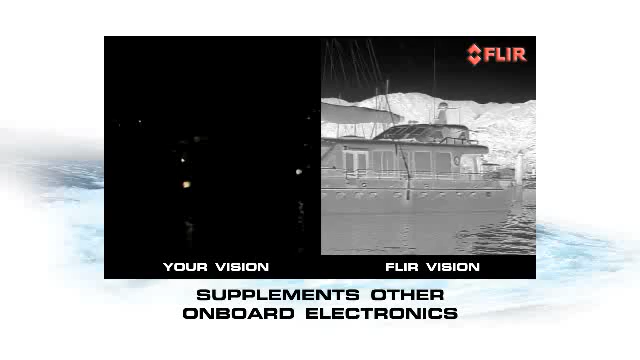 FLIR
YOUR VISION
FLIR VISION
SUPPLEMENTS OTHER
ONBOARD ELECTRONICS